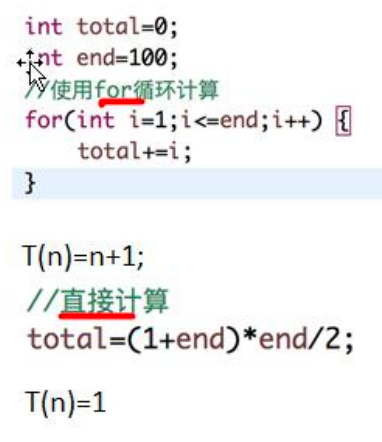 int total=0;
int end=100;
//使用for循环计算
for(int i=1;i<=end;i++) {
total+=i;
}
T(n)=n+1;
//直接计算
total=(1+end)*end/2;
T(n)=1